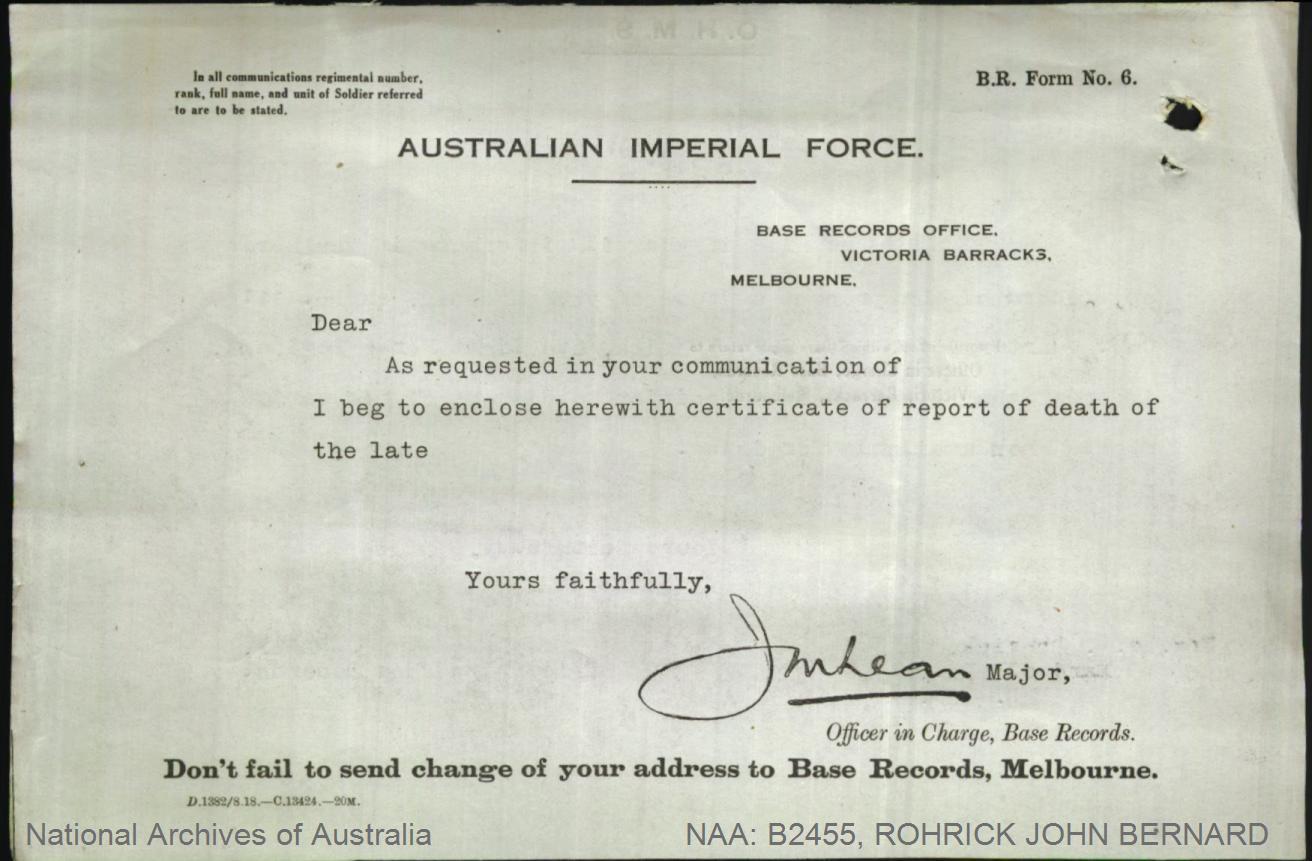 In all communications regimental number,
rank, full name, and unit of Soldier referred
to are to be stated.
B.R. Form No. 6.
AUSTRALIAN IMPERIAL FORCE.
BASE RECORDS OFFICE,
VICTORIA BARRACKS,
MELBOURNE,
Dear
As requested in your communication of
I beg to enclose herewith certificate of report of death of
the late
Yours faithfully,
Major,
Officer in Charge, Base Records.
Don't fail to send change of your address to Base Records, Melbourne.
D.1382/8.18.—C.13424.—20M.
National Archives of Australia
NAA: B2455, ROHRICK JOHN BERNARD